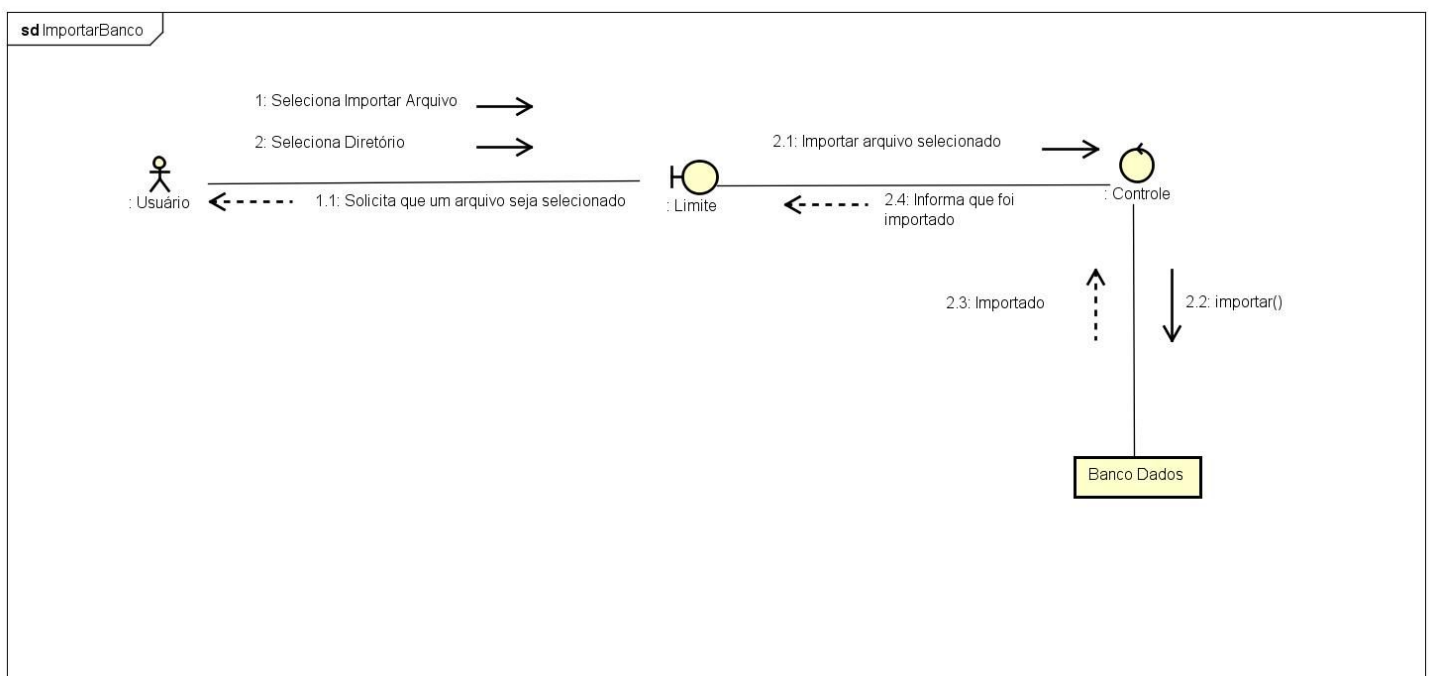 sd ImportarBanco
1: Seleciona Importar Arquivo
2: Seleciona Diretório
2.1: Importar arquivo selecionado
: Usuário
1.1: Solicita que um arquivo seja selecionado
: Limite
2.4: Informa que foi
importado
: Controle
2.3: Importado
2.2: importar()
Banco Dados